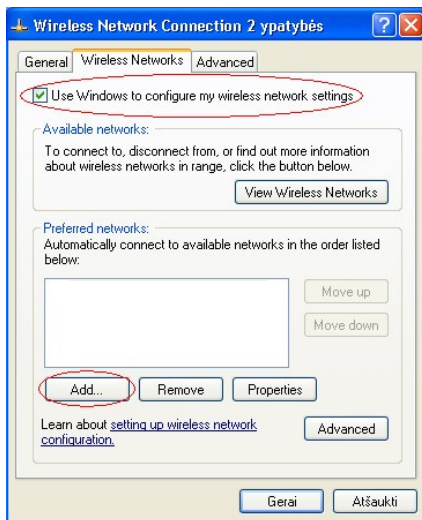 Wireless Network Connection 2 ypatybės
General Wireless Networks Advanced
Use Windows to configure my wireless network settings
Available networks:
To connect to, disconnect from, or find out more information
about wireless networks in range, click the button below.
View Wireless Networks
Preferred networks:
Automatically connect to available networks in the order listed
below:
Move up
Move down
Add... Remove Properties
Learn about setting up wireless network
configuration.
Advanced
Gerai Atšaukti